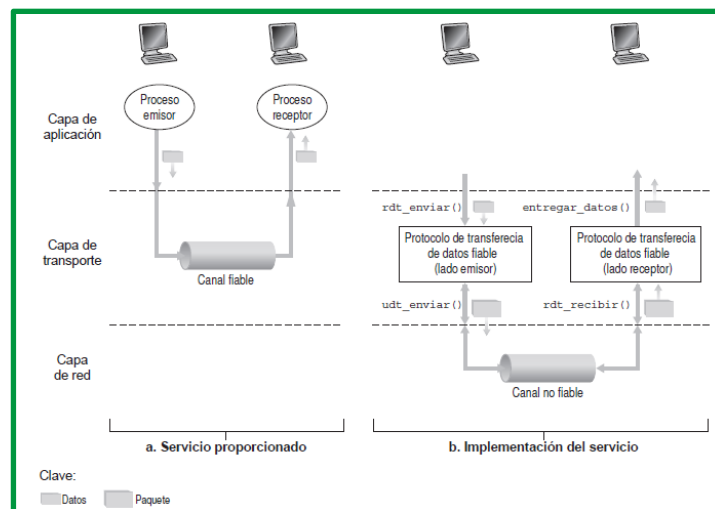 Capa de
aplicación
Proceso
emisor
Proceso
receptor
Capa de
transporte
Canal fiable
rdt_enviar()
entregar_datos()
Protocolo de transferecia
de datos fiable
(lado emisor)
Protocolo de transferecia
de datos fiable
(lado receptor)
udt_enviar()
rdt_recibir()
Capa
de red
Canal no fiable
a. Servicio proporcionado
b. Implementación del servicio
Clave:
Datos
Paquete